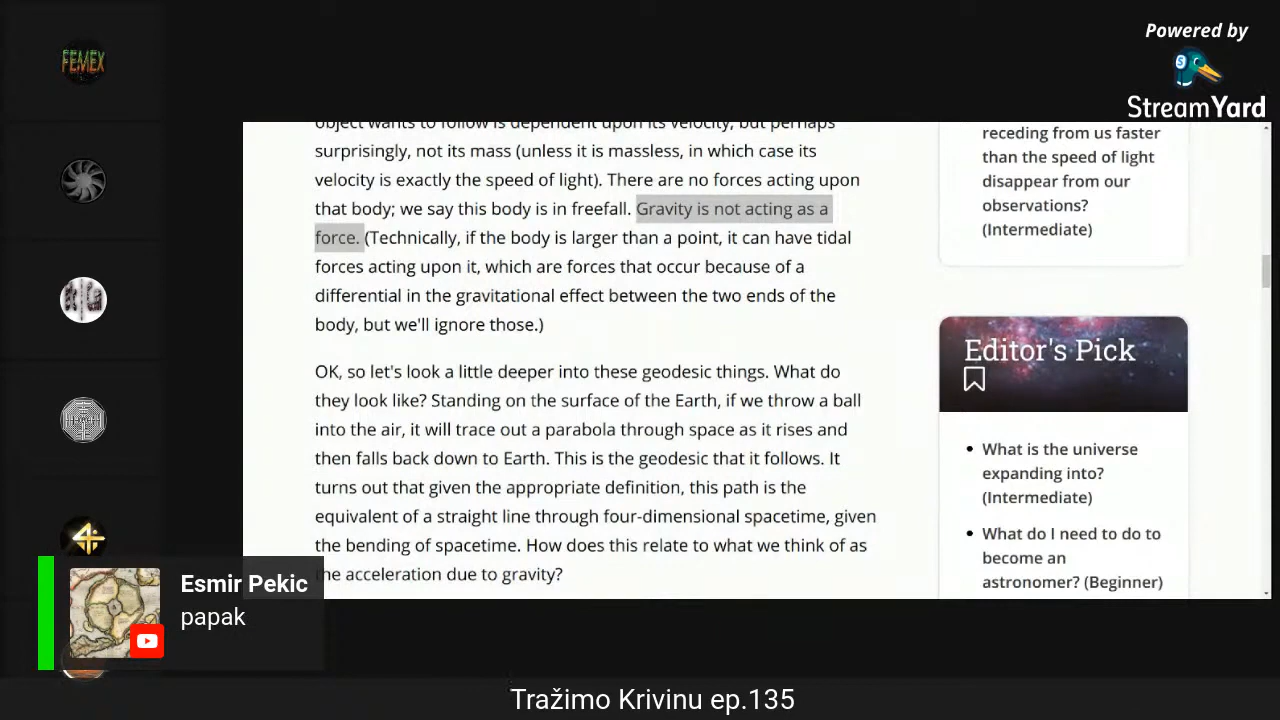 FEMEX
Powered by
StreamYard
object wants to follow is dependent upon its velocity, but perhaps
surprisingly, not its mass (unless it is massless, in which case its
velocity is exactly the speed of light). There are no forces acting upon
that body; we say this body is in freefall. Gravity is not acting as a
force. (Technically, if the body is larger than a point, it can have tidal
forces acting upon it, which are forces that occur because of a
differential in the gravitational effect between the two ends of the
body, but we'll ignore those.)
OK, so let's look a little deeper into these geodesic things. What do
they look like? Standing on the surface of the Earth, if we throw a ball
into the air, it will trace out a parabola through space as it rises and
then falls back down to Earth. This is the geodesic that it follows. It
turns out that given the appropriate definition, this path is the
equivalent of a straight line through four-dimensional spacetime, given
the bending of spacetime. How does this relate to what we think of as
the acceleration due to gravity?
receding from us faster
than the speed of light
disappear from our
observations?
(Intermediate)
Editor's Pick
• What is the universe
expanding into?
(Intermediate)
• What do I need to do to
become an
astronomer? (Beginner)
Esmir Pekic
papak
Tražimo Krivinu ep.135